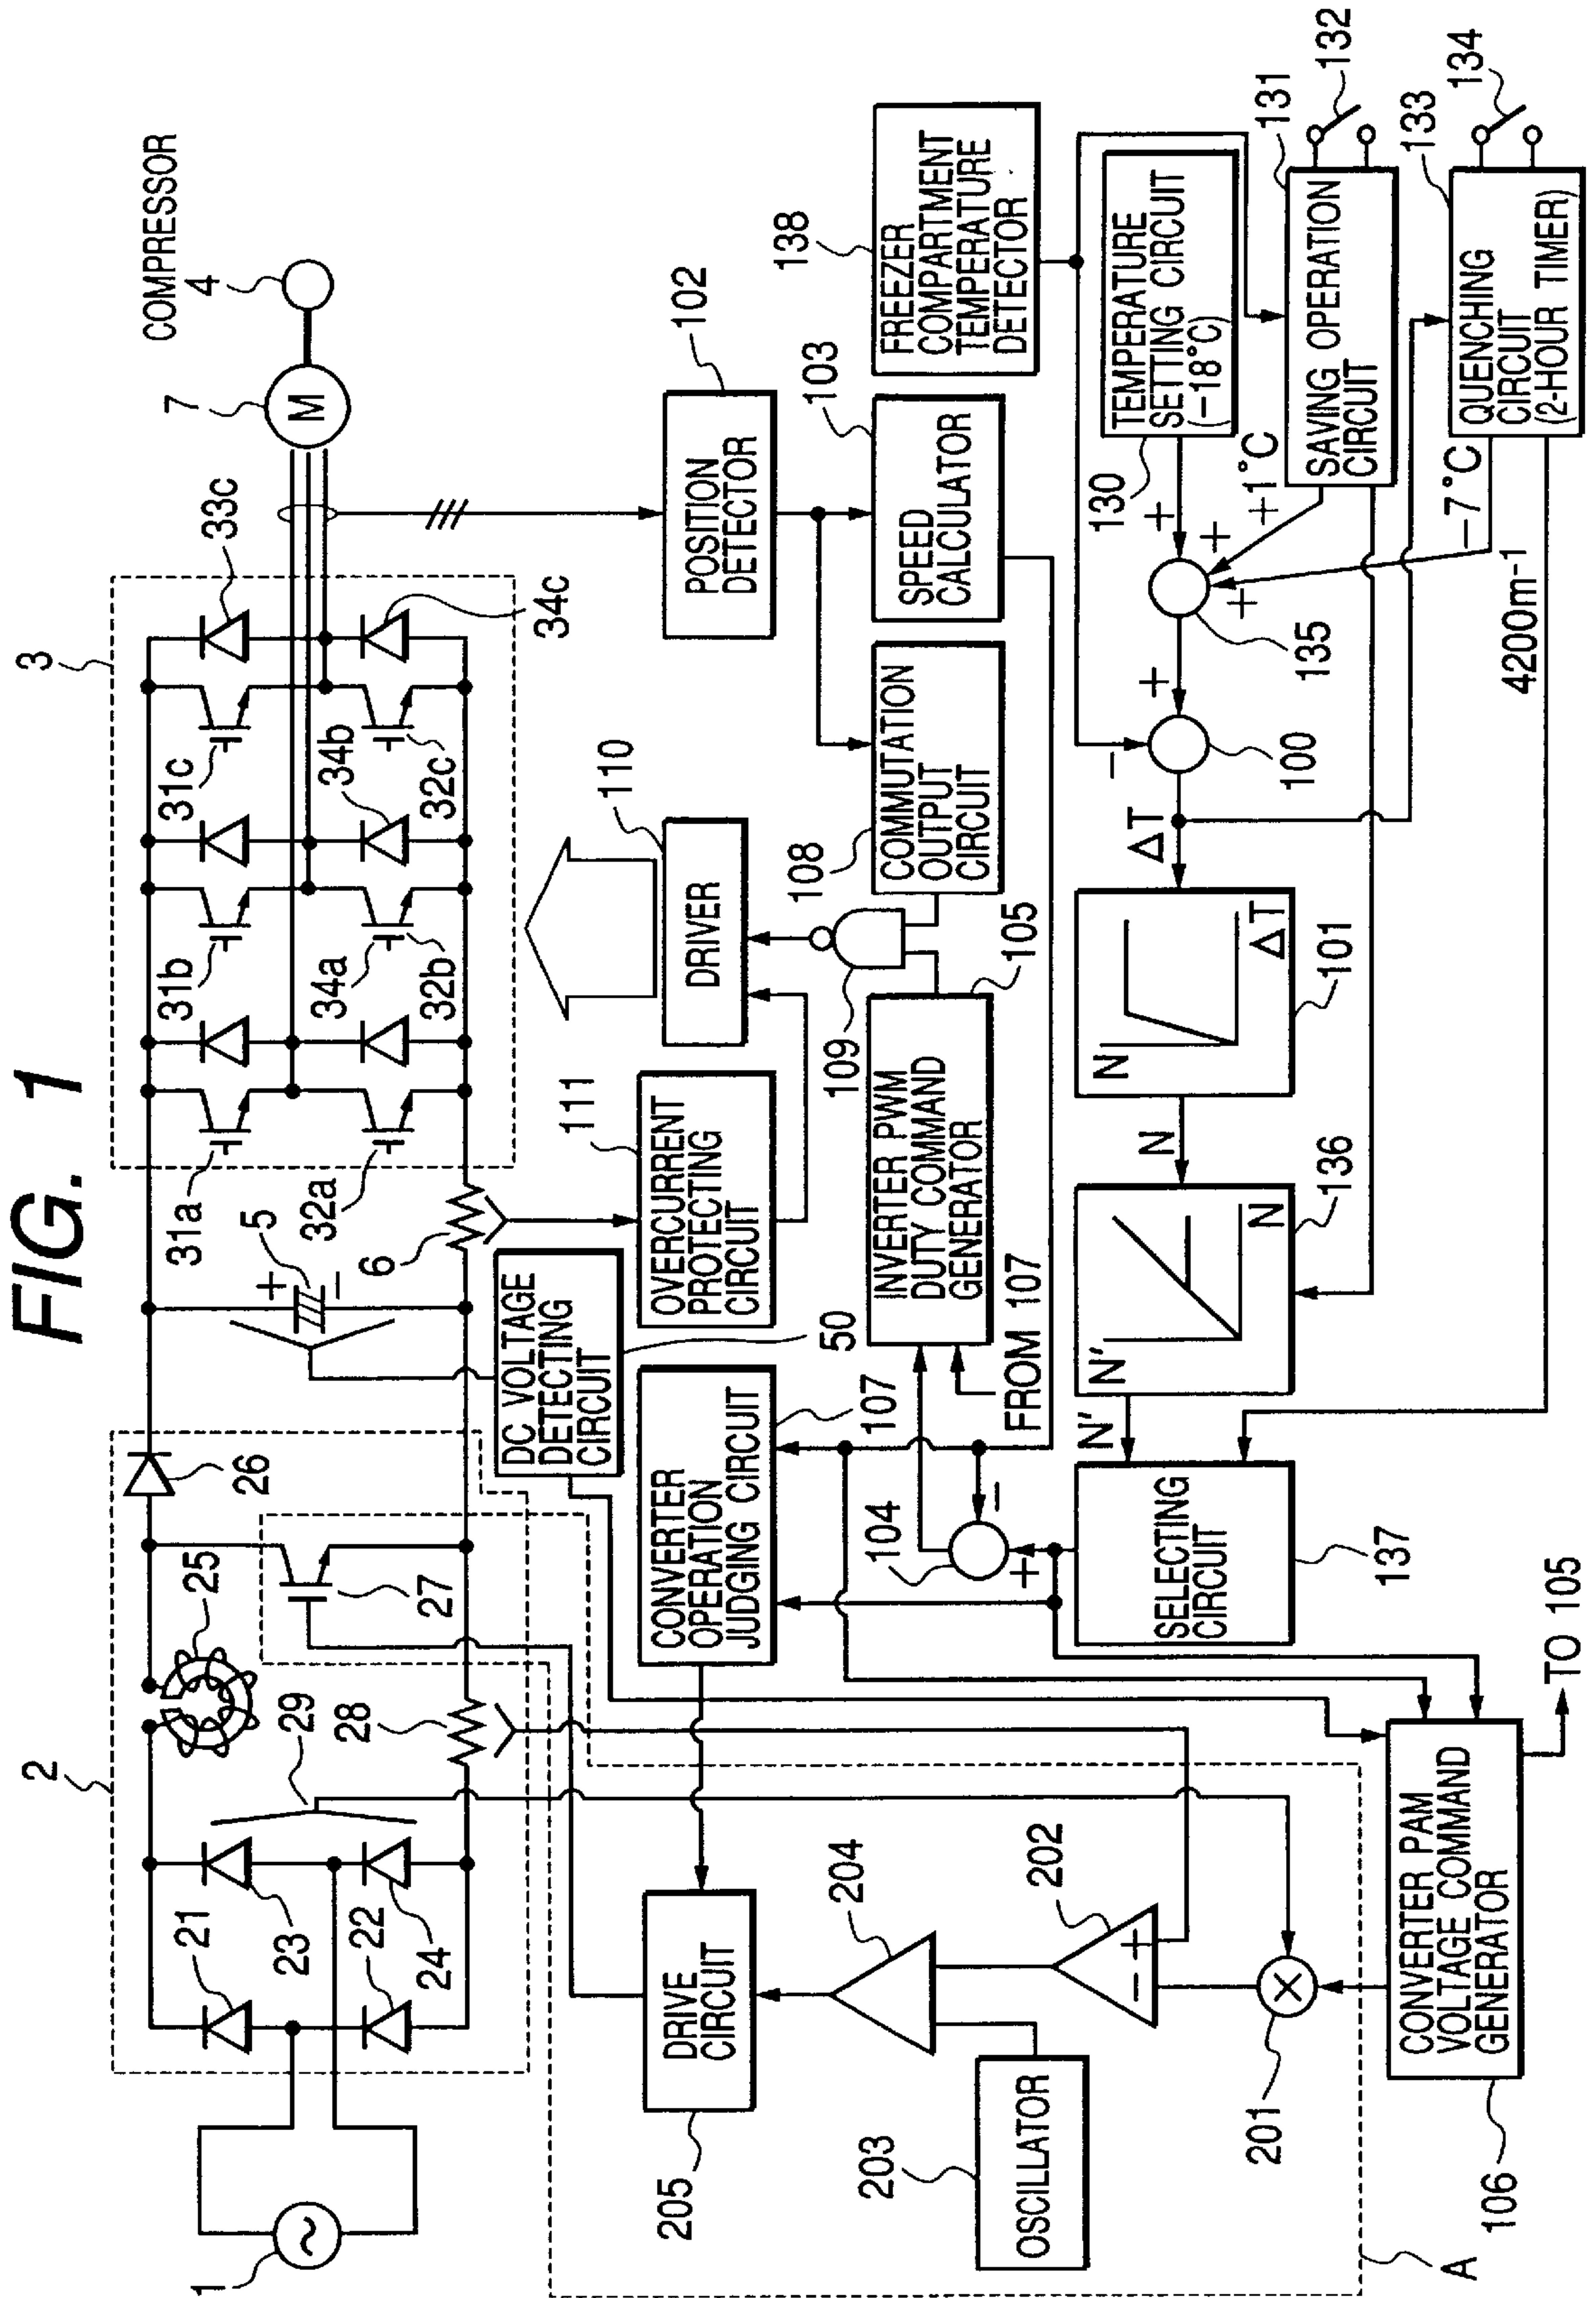 FIG. 1
COMPRESSOR
4
7
M
3
33c
34c
31c
34b
32c
31b
34a
32b
31a
32a
5
+
−
6
2
26
25
27
29
28
21
23
22
24
1
102
POSITION
DETECTOR
103
SPEED
CALCULATOR
138
FREEZER
COMPARTMENT
TEMPERATURE
DETECTOR
110
DRIVER
108
COMMUTATION
OUTPUT
CIRCUIT
109
105
INVERTER PWM
DUTY COMMAND
GENERATOR
FROM 107
111
OVERCURRENT
PROTECTING
CIRCUIT
50
DC VOLTAGE
DETECTING
CIRCUIT
107
CONVERTER
OPERATION
JUDGING CIRCUIT
104
+
−
130
TEMPERATURE
SETTING CIRCUIT
(−18°C)
131
132
SAVING OPERATION
CIRCUIT
+1°C
133
134
QUENCHING
CIRCUIT
(2-HOUR TIMER)
−7°C
4200m-1
+
+
+
135
+
−
100
ΔT
N
ΔT
101
N
N'
N
136
N'
SELECTING
CIRCUIT
137
TO 105
CONVERTER PAM
VOLTAGE COMMAND
GENERATOR
106
201
×
202
− +
204
203
OSCILLATOR
205
DRIVE
CIRCUIT
A